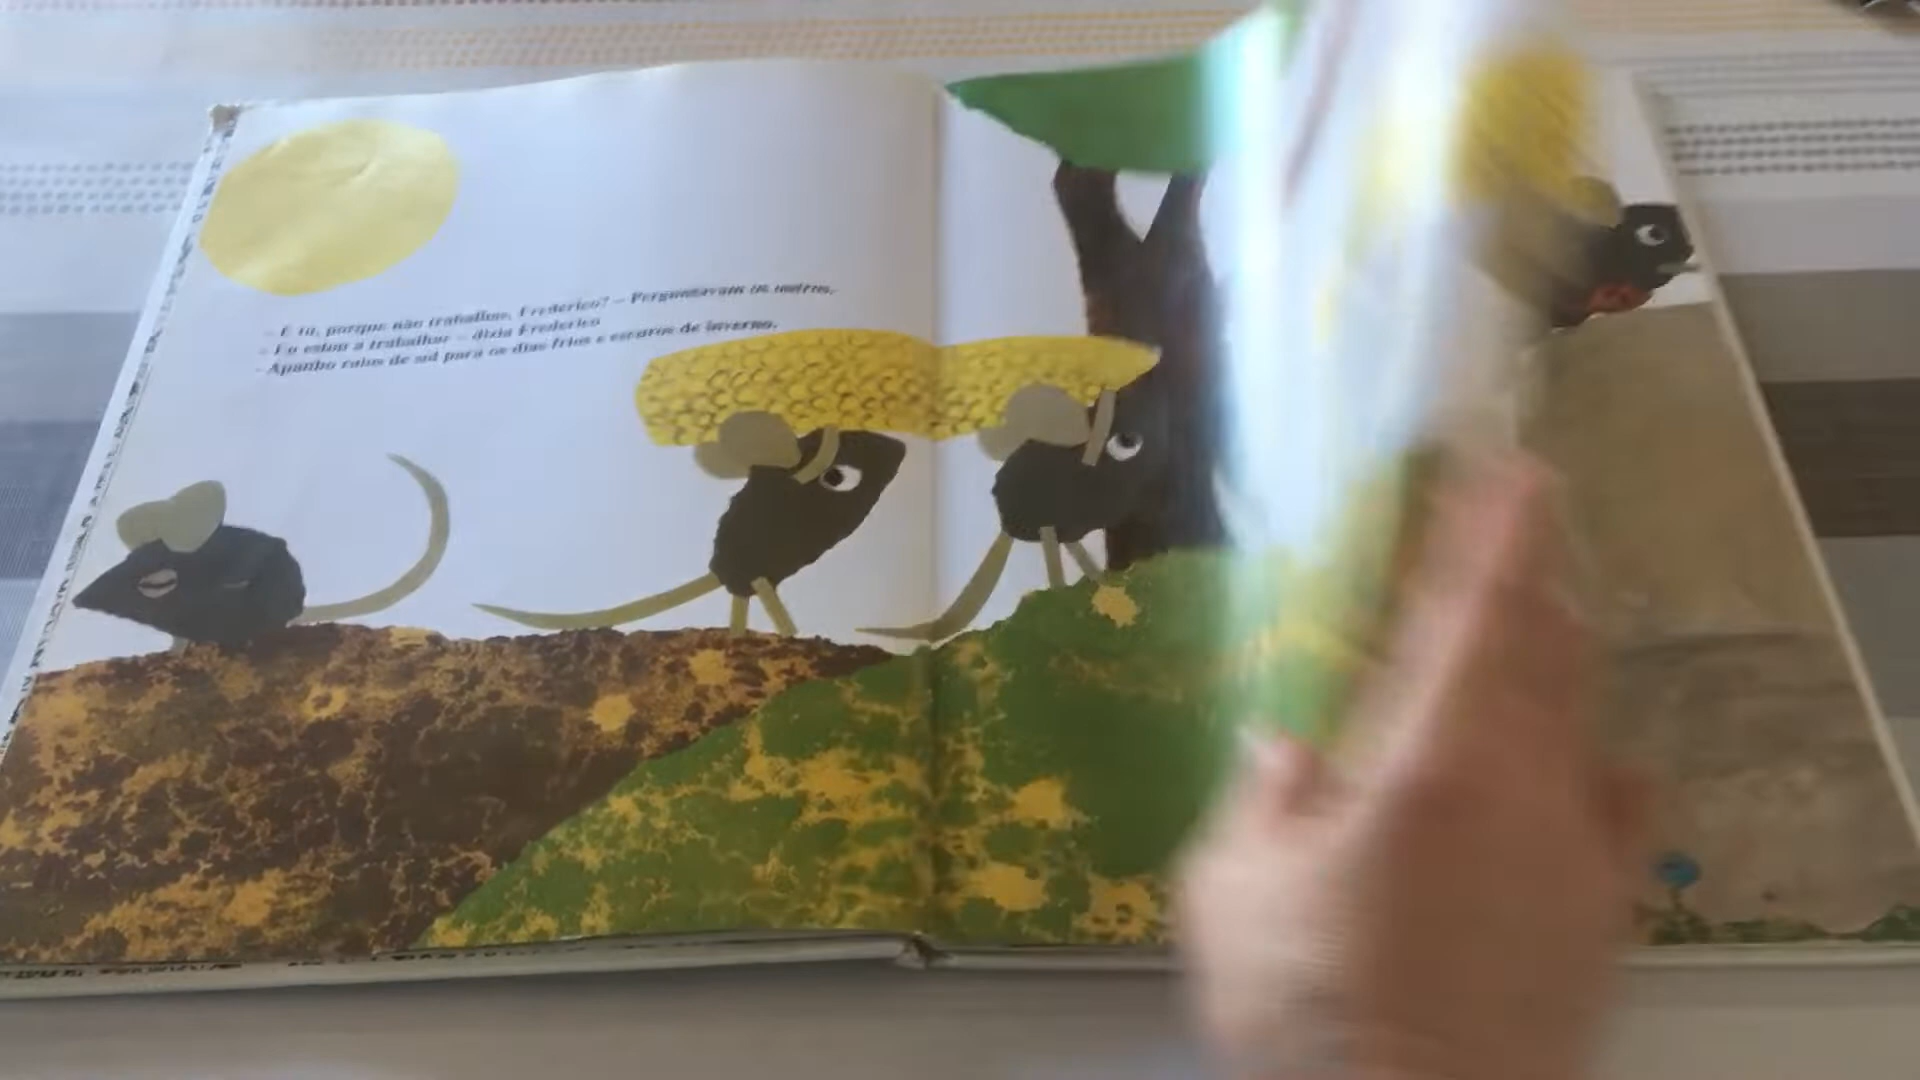 - E tu, porque não trabalhas, Frederico? - Perguntavam os outros.
- Eu estou a trabalhar - dizia Frederico
- Apanho raios de sol para os dias frios e escuros de inverno.